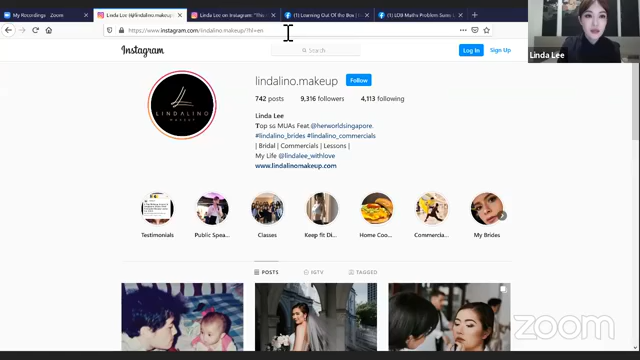 My Recordings - Zoom
Linda Lee (@lindalino.makeup)
Linda Lee on Instagram: "This
(1) Learning Out Of the Box |
(1) LOB Maths Problem Sums
https://www.instagram.com/lindalino.makeup/?hl=en
Linda Lee
Instagram
Search
Log In
Sign Up
lindalino.makeup
Follow
742 posts
9,316 followers
4,113 following
LINDALINO
MAKEUP
Linda Lee
Top sg MUAs Feat @herworldsingapore.
#lindalino_brides #lindalino_commercials
| Bridal | Commercials | Lessons |
My Life @lindalee_withlove
www.lindalinomakeup.com
Testimonials
Public Spea...
Classes
Keep fit Di...
Home Coo...
Commercia...
My Brides
POSTS
IGTV
TAGGED
zoom